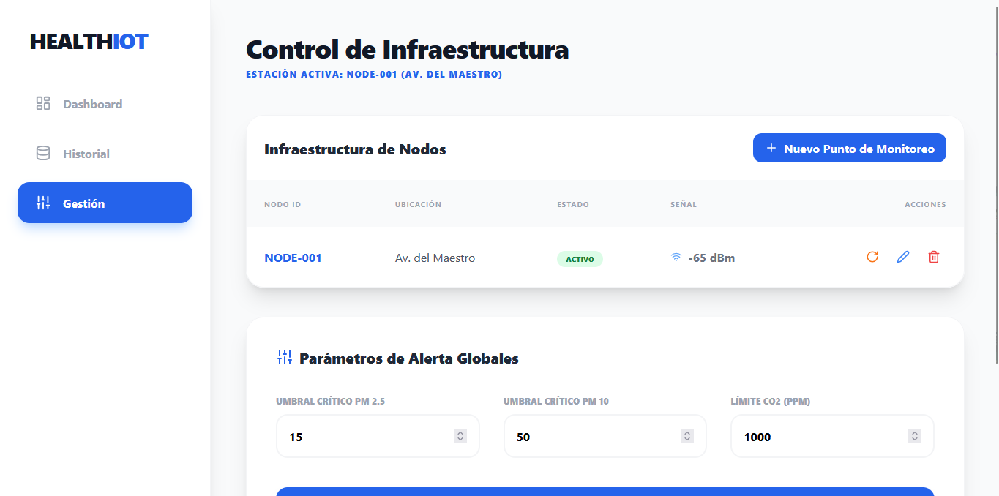 HEALTHIOT
Dashboard
Historial
Gestión
Control de Infraestructura
ESTACIÓN ACTIVA: NODE-001 (AV. DEL MAESTRO)
Infraestructura de Nodos
Nuevo Punto de Monitoreo
NODO ID UBICACIÓN ESTADO SEÑAL ACCIONES
NODE-001 Av. del Maestro ACTIVO -65 dBm
Parámetros de Alerta Globales
UMBRAL CRÍTICO PM 2.5 UMBRAL CRÍTICO PM 10 LÍMITE CO2 (PPM)
15 50 1000